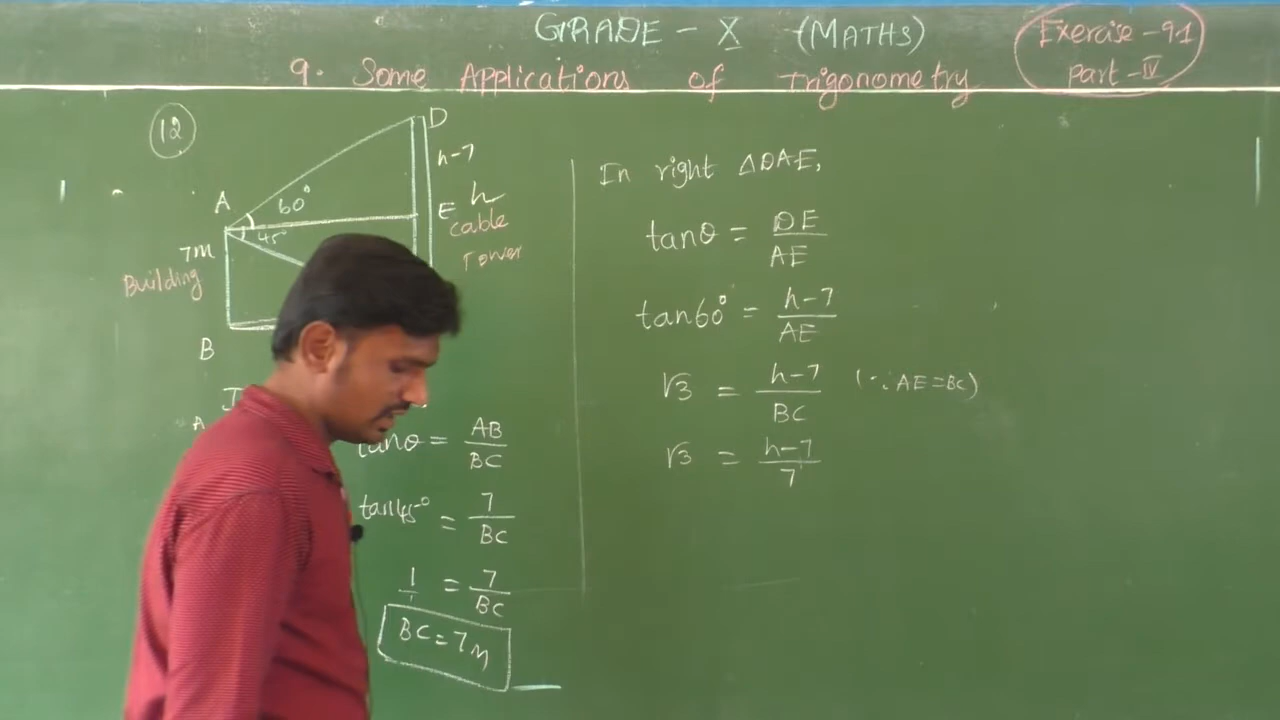 GRADE - X (MATHS)
Exercise - 9.1
Part - IV
9. Some Applications of Trigonometry
12
D
h-7
A
60°
E
h
45°
cable
7m
Tower
Building
B
tanθ = AB/BC
tan45° = 7/BC
1/1 = 7/BC
BC = 7m
In right ΔDAE,
tanθ = DE/AE
tan60° = h-7/AE
√3 = h-7/BC (∵ AE = BC)
√3 = h-7/7